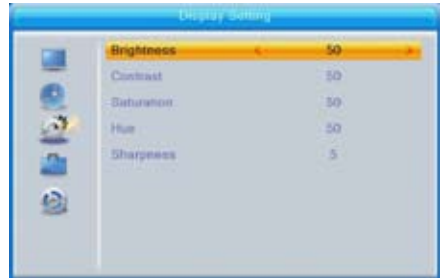 Display Setting
Brightness < 50 >
Contrast 50
Saturation 50
Hue 50
Sharpness 5